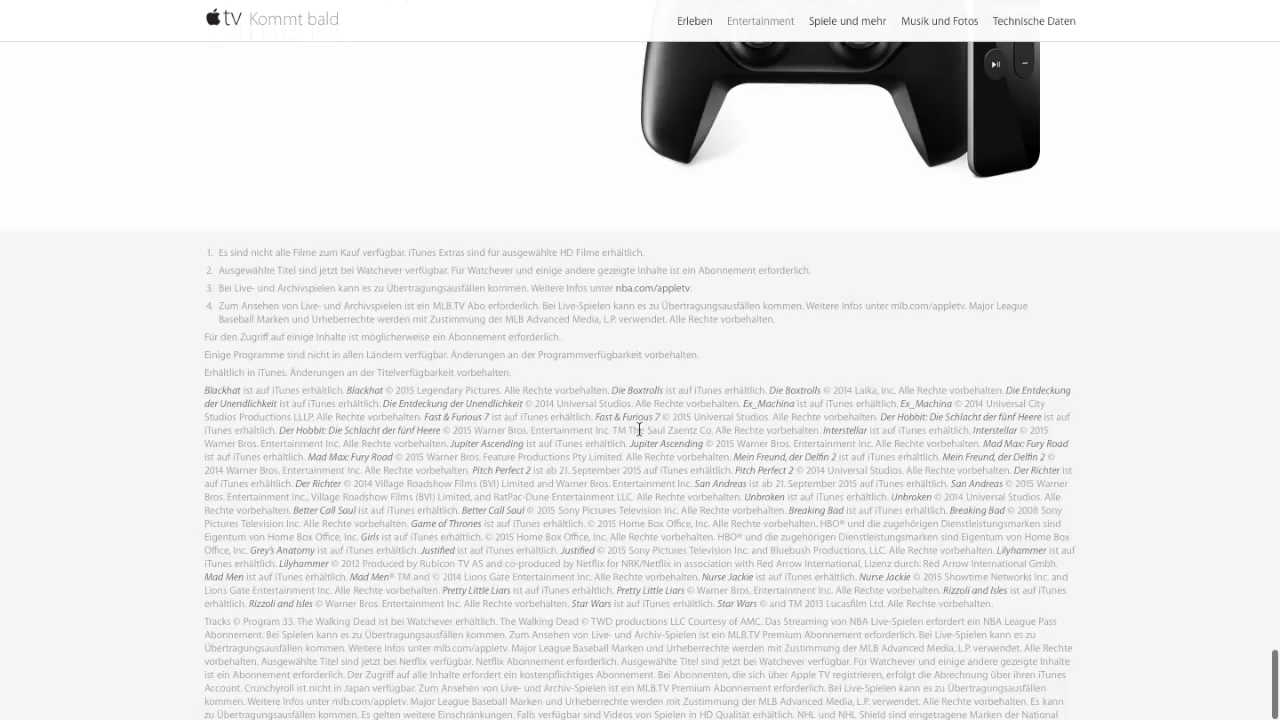 tv Kommt bald
Erleben Entertainment Spiele und mehr Musik und Fotos Technische Daten
1. Es sind nicht alle Filme zum Kauf verfügbar. iTunes Extras sind für ausgewählte HD Filme erhältlich.
2. Ausgewählte Titel sind jetzt bei Watchever verfügbar. Für Watchever und einige andere gezeigte Inhalte ist ein Abonnement erforderlich.
3. Bei Live- und Archivspielen kann es zu Übertragungsausfällen kommen. Weitere Infos unter nba.com/appletv.
4. Zum Ansehen von Live- und Archivspielen ist ein MLB.TV Abo erforderlich. Bei Live-Spielen kann es zu Übertragungsausfällen kommen. Weitere Infos unter mlb.com/appletv. Major League
Baseball Marken und Urheberrechte werden mit Zustimmung der MLB Advanced Media, L.P. verwendet. Alle Rechte vorbehalten.
Für den Zugriff auf einige Inhalte ist möglicherweise ein Abonnement erforderlich.
Einige Programme sind nicht in allen Ländern verfügbar. Änderungen an der Programmverfügbarkeit vorbehalten.
Erhältlich in iTunes. Änderungen an der Titelverfügbarkeit vorbehalten.
Blackhat ist auf iTunes erhältlich. Blackhat © 2015 Legendary Pictures. Alle Rechte vorbehalten. Die Boxtrolls ist auf iTunes erhältlich. Die Boxtrolls © 2014 Laika, Inc. Alle Rechte vorbehalten. Die Entdeckung
der Unendlichkeit ist auf iTunes erhältlich. Die Entdeckung der Unendlichkeit © 2014 Universal Studios. Alle Rechte vorbehalten. Ex_Machina ist auf iTunes erhältlich. Ex_Machina © 2014 Universal City
Studios Productions LLLP. Alle Rechte vorbehalten. Fast & Furious 7 ist auf iTunes erhältlich. Fast & Furious 7 © 2015 Universal Studios. Alle Rechte vorbehalten. Der Hobbit: Die Schlacht der fünf Heere ist auf
iTunes erhältlich. Der Hobbit: Die Schlacht der fünf Heere © 2015 Warner Bros. Entertainment Inc. TM The Saul Zaentz Co. Alle Rechte vorbehalten. Interstellar ist auf iTunes erhältlich. Interstellar © 2015
Warner Bros. Entertainment Inc. Alle Rechte vorbehalten. Jupiter Ascending ist auf iTunes erhältlich. Jupiter Ascending © 2015 Warner Bros. Entertainment Inc. Alle Rechte vorbehalten. Mad Max: Fury Road
ist auf iTunes erhältlich. Mad Max: Fury Road © 2015 Warner Bros. Feature Productions Pty Limited. Alle Rechte vorbehalten. Mein Freund, der Delfin 2 ist auf iTunes erhältlich. Mein Freund, der Delfin 2 ©
2014 Warner Bros. Entertainment Inc. Alle Rechte vorbehalten. Pitch Perfect 2 ist ab 21. September 2015 auf iTunes erhältlich. Pitch Perfect 2 © 2014 Universal Studios. Alle Rechte vorbehalten. Der Richter ist
auf iTunes erhältlich. Der Richter © 2014 Village Roadshow Films (BVI) Limited and Warner Bros. Entertainment Inc. San Andreas ist ab 21. September 2015 auf iTunes erhältlich. San Andreas © 2015 Warner
Bros. Entertainment Inc., Village Roadshow Films (BVI) Limited, and RatPac-Dune Entertainment LLC. Alle Rechte vorbehalten. Unbroken ist auf iTunes erhältlich. Unbroken © 2014 Universal Studios. Alle
Rechte vorbehalten. Better Call Saul ist auf iTunes erhältlich. Better Call Saul © 2015 Sony Pictures Television Inc. Alle Rechte vorbehalten. Breaking Bad ist auf iTunes erhältlich. Breaking Bad © 2008 Sony
Pictures Television Inc. Alle Rechte vorbehalten. Game of Thrones ist auf iTunes erhältlich. © 2015 Home Box Office, Inc. Alle Rechte vorbehalten. HBO® und die zugehörigen Dienstleistungsmarken sind
Eigentum von Home Box Office, Inc. Girls ist auf iTunes erhältlich. © 2015 Home Box Office, Inc. Alle Rechte vorbehalten. HBO® und die zugehörigen Dienstleistungsmarken sind Eigentum von Home Box
Office, Inc. Grey's Anatomy ist auf iTunes erhältlich. Justified ist auf iTunes erhältlich. Justified © 2015 Sony Pictures Television Inc. and Bluebush Productions, LLC. Alle Rechte vorbehalten. Lilyhammer ist auf
iTunes erhältlich. Lilyhammer © 2012 Produced by Rubicon TV AS and co-produced by Netflix for NRK/Netflix in association with Red Arrow International, Lizenz durch: Red Arrow International GmbH.
Mad Men ist auf iTunes erhältlich. Mad Men® TM and © 2014 Lions Gate Entertainment Inc. Alle Rechte vorbehalten. Nurse Jackie ist auf iTunes erhältlich. Nurse Jackie © 2015 Showtime Networks Inc. and
Lions Gate Entertainment Inc. Alle Rechte vorbehalten. Pretty Little Liars ist auf iTunes erhältlich. Pretty Little Liars © Warner Bros. Entertainment Inc. Alle Rechte vorbehalten. Rizzoli and Isles ist auf iTunes
erhältlich. Rizzoli and Isles © Warner Bros. Entertainment Inc. Alle Rechte vorbehalten. Star Wars ist auf iTunes erhältlich. Star Wars © and TM 2013 Lucasfilm Ltd. Alle Rechte vorbehalten.
Tracks © Program 33. The Walking Dead ist bei Watchever erhältlich. The Walking Dead © TWD productions LLC Courtesy of AMC. Das Streaming von NBA Live-Spielen erfordert ein NBA League Pass
Abonnement. Bei Spielen kann es zu Übertragungsausfällen kommen. Zum Ansehen von Live- und Archiv-Spielen ist ein MLB.TV Premium Abonnement erforderlich. Bei Live-Spielen kann es zu
Übertragungsausfällen kommen. Weitere Infos unter mlb.com/appletv. Major League Baseball Marken und Urheberrechte werden mit Zustimmung der MLB Advanced Media, L.P. verwendet. Alle Rechte
vorbehalten. Ausgewählte Titel sind jetzt bei Netflix verfügbar. Netflix Abonnement erforderlich. Ausgewählte Titel sind jetzt bei Watchever verfügbar. Für Watchever und einige andere gezeigte Inhalte
ist ein Abonnement erforderlich. Der Zugriff auf alle Inhalte erfordert ein kostenpflichtiges Abonnement. Bei Abonnenten, die sich über Apple TV registrieren, erfolgt die Abrechnung über ihren iTunes
Account. Crunchyroll ist nicht in Japan verfügbar. Zum Ansehen von Live- und Archiv-Spielen ist ein MLB.TV Premium Abonnement erforderlich. Bei Live-Spielen kann es zu Übertragungsausfällen
kommen. Weitere Infos unter mlb.com/appletv. Major League Baseball Marken und Urheberrechte werden mit Zustimmung der MLB Advanced Media, L.P. verwendet. Alle Rechte vorbehalten. Es kann
zu Übertragungsausfällen kommen. Es gelten weitere Einschränkungen. Falls verfügbar sind Videos von Spielen in HD Qualität erhältlich. NHL und NHL Shield sind eingetragene Marken der National